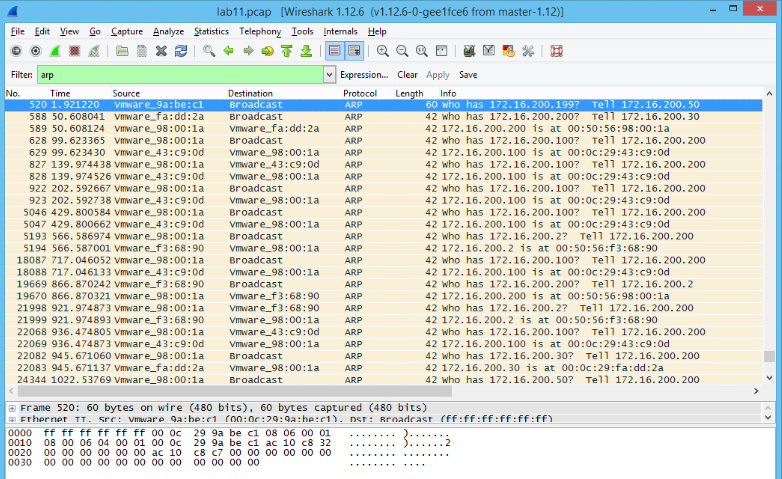 lab11.pcap [Wireshark 1.12.6 (v1.12.6-0-gee1fce6 from master-1.12)]
File Edit View Go Capture Analyze Statistics Telephony Tools Internals Help
Filter: arp Expression... Clear Apply Save
No. Time Source Destination Protocol Length Info
520 1.921220 Vmware_9a:be:c1 Broadcast ARP 60 Who has 172.16.200.199? Tell 172.16.200.50
588 50.608041 Vmware_fa:dd:2a Broadcast ARP 42 Who has 172.16.200.200? Tell 172.16.200.30
589 50.608124 Vmware_98:00:1a Vmware_fa:dd:2a ARP 42 172.16.200.200 is at 00:50:56:98:00:1a
628 99.623365 Vmware_98:00:1a Broadcast ARP 42 Who has 172.16.200.100? Tell 172.16.200.200
629 99.623430 Vmware_43:c9:0d Vmware_98:00:1a ARP 42 172.16.200.100 is at 00:0c:29:43:c9:0d
827 139.974438 Vmware_98:00:1a Vmware_43:c9:0d ARP 42 Who has 172.16.200.100? Tell 172.16.200.200
828 139.974526 Vmware_43:c9:0d Vmware_98:00:1a ARP 42 172.16.200.100 is at 00:0c:29:43:c9:0d
922 202.592667 Vmware_98:00:1a Broadcast ARP 42 Who has 172.16.200.100? Tell 172.16.200.200
923 202.592738 Vmware_43:c9:0d Vmware_98:00:1a ARP 42 172.16.200.100 is at 00:0c:29:43:c9:0d
5046 429.800584 Vmware_98:00:1a Broadcast ARP 42 Who has 172.16.200.100? Tell 172.16.200.200
5047 429.800662 Vmware_43:c9:0d Vmware_98:00:1a ARP 42 172.16.200.100 is at 00:0c:29:43:c9:0d
5193 566.586974 Vmware_98:00:1a Broadcast ARP 42 Who has 172.16.200.2? Tell 172.16.200.200
5194 566.587001 Vmware_f3:68:90 Vmware_98:00:1a ARP 42 172.16.200.2 is at 00:50:56:f3:68:90
18087 717.046052 Vmware_98:00:1a Broadcast ARP 42 Who has 172.16.200.100? Tell 172.16.200.200
18088 717.046133 Vmware_43:c9:0d Vmware_98:00:1a ARP 42 172.16.200.100 is at 00:0c:29:43:c9:0d
19669 866.870242 Vmware_f3:68:90 Broadcast ARP 42 Who has 172.16.200.200? Tell 172.16.200.2
19670 866.870321 Vmware_98:00:1a Vmware_f3:68:90 ARP 42 172.16.200.200 is at 00:50:56:98:00:1a
21998 921.974873 Vmware_98:00:1a Vmware_f3:68:90 ARP 42 Who has 172.16.200.2? Tell 172.16.200.200
21999 921.974893 Vmware_f3:68:90 Vmware_98:00:1a ARP 42 172.16.200.2 is at 00:50:56:f3:68:90
22068 936.474805 Vmware_98:00:1a Vmware_43:c9:0d ARP 42 Who has 172.16.200.100? Tell 172.16.200.200
22069 936.474873 Vmware_43:c9:0d Vmware_98:00:1a ARP 42 172.16.200.100 is at 00:0c:29:43:c9:0d
22082 945.671060 Vmware_98:00:1a Broadcast ARP 42 Who has 172.16.200.30? Tell 172.16.200.200
22083 945.671137 Vmware_fa:dd:2a Vmware_98:00:1a ARP 42 172.16.200.30 is at 00:0c:29:fa:dd:2a
24344 1022.53769 Vmware_98:00:1a Broadcast ARP 42 Who has 172.16.200.50? Tell 172.16.200.200
Frame 520: 60 bytes on wire (480 bits), 60 bytes captured (480 bits)
Ethernet II, Src: Vmware_9a:be:c1 (00:0c:29:9a:be:c1), Dst: Broadcast (ff:ff:ff:ff:ff:ff)
0000 ff ff ff ff ff ff 00 0c 29 9a be c1 08 06 00 01 ........ ).......
0010 08 00 06 04 00 01 00 0c 29 9a be c1 ac 10 c8 32 ........ )......2
0020 00 00 00 00 00 00 ac 10 c8 c7 00 00 00 00 00 00 ........ ........
0030 00 00 00 00 00 00 00 00 00 00 00 00 ........ ....